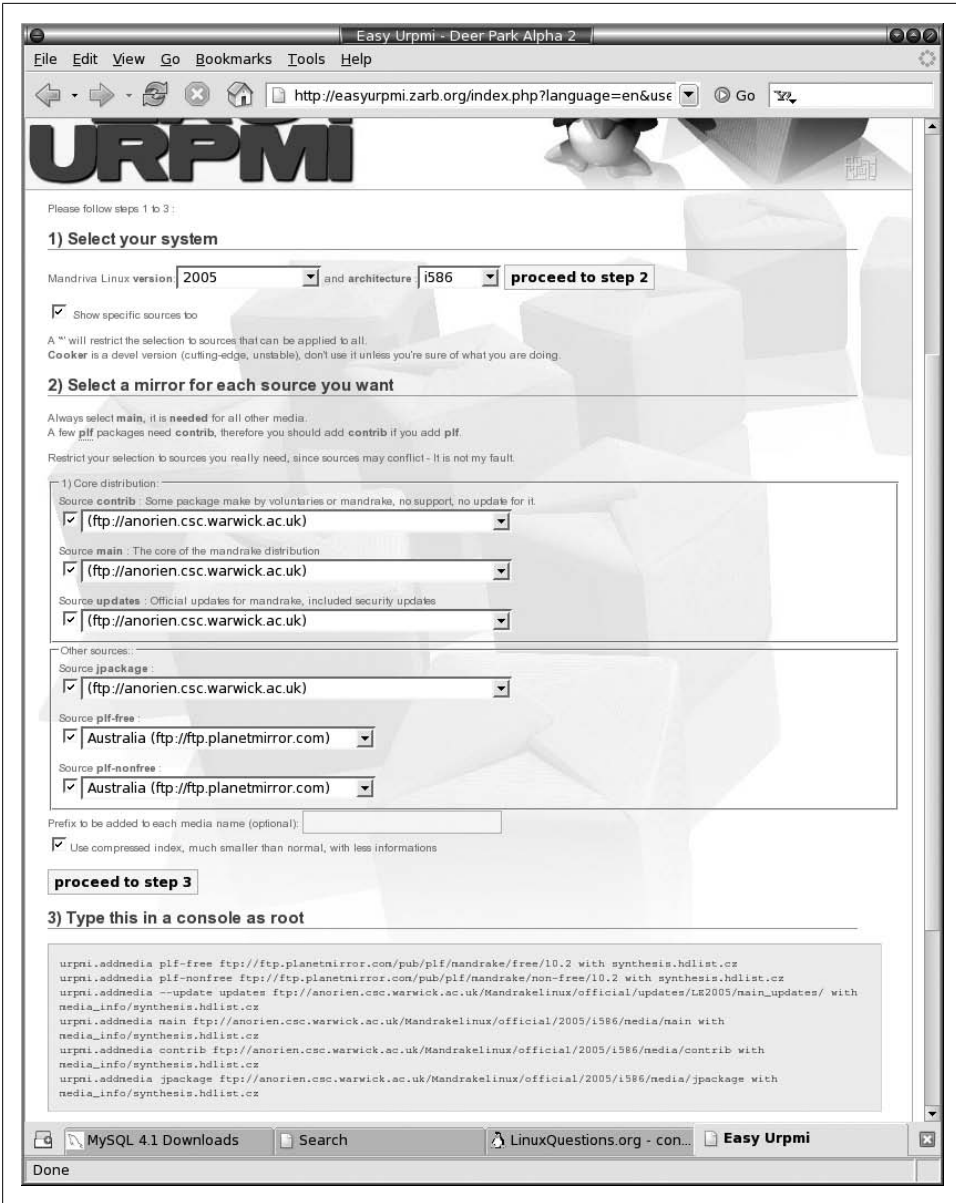 Easy Urpmi - Deer Park Alpha 2
File Edit View Go Bookmarks Tools Help
http://easyurpmi.zarb.org/index.php?language=en&use Go
URPMI
Please follow steps 1 to 3 :
1) Select your system
Mandriva Linux version: 2005 and architecture : i586 proceed to step 2
Show specific sources too
A '*' will restrict the selection to sources that can be applied to all.
Cooker is a devel version (cutting-edge, unstable), don't use it unless you're sure of what you are doing.
2) Select a mirror for each source you want
Always select main, it is needed for all other media.
A few plf packages need contrib, therefore you should add contrib if you add plf.
Restrict your selection to sources you really need, since sources may conflict - It is not my fault.
1) Core distribution:
Source contrib : Some package make by voluntaries or mandrake, no support, no update for it.
(ftp://anorien.csc.warwick.ac.uk)
Source main : The core of the mandrake distribution
(ftp://anorien.csc.warwick.ac.uk)
Source updates : Official updates for mandrake, included security updates
(ftp://anorien.csc.warwick.ac.uk)
Other sources::
Source jpackage :
(ftp://anorien.csc.warwick.ac.uk)
Source plf-free :
Australia (ftp://ftp.planetmirror.com)
Source plf-nonfree :
Australia (ftp://ftp.planetmirror.com)
Prefix to be added to each media name (optional):
Use compressed index, much smaller than normal, with less informations
proceed to step 3
3) Type this in a console as root
urpmi.addmedia plf-free ftp://ftp.planetmirror.com/pub/plf/mandrake/free/10.2 with synthesis.hdlist.cz
urpmi.addmedia plf-nonfree ftp://ftp.planetmirror.com/pub/plf/mandrake/non-free/10.2 with synthesis.hdlist.cz
urpmi.addmedia --update updates ftp://anorien.csc.warwick.ac.uk/Mandrakelinux/official/updates/LE2005/main_updates/ with
media_info/synthesis.hdlist.cz
urpmi.addmedia main ftp://anorien.csc.warwick.ac.uk/Mandrakelinux/official/2005/i586/media/main with
media_info/synthesis.hdlist.cz
urpmi.addmedia contrib ftp://anorien.csc.warwick.ac.uk/Mandrakelinux/official/2005/i586/media/contrib with
media_info/synthesis.hdlist.cz
urpmi.addmedia jpackage ftp://anorien.csc.warwick.ac.uk/Mandrakelinux/official/2005/i586/media/jpackage with
media_info/synthesis.hdlist.cz
MySQL 4.1 Downloads Search LinuxQuestions.org - con... Easy Urpmi
Done